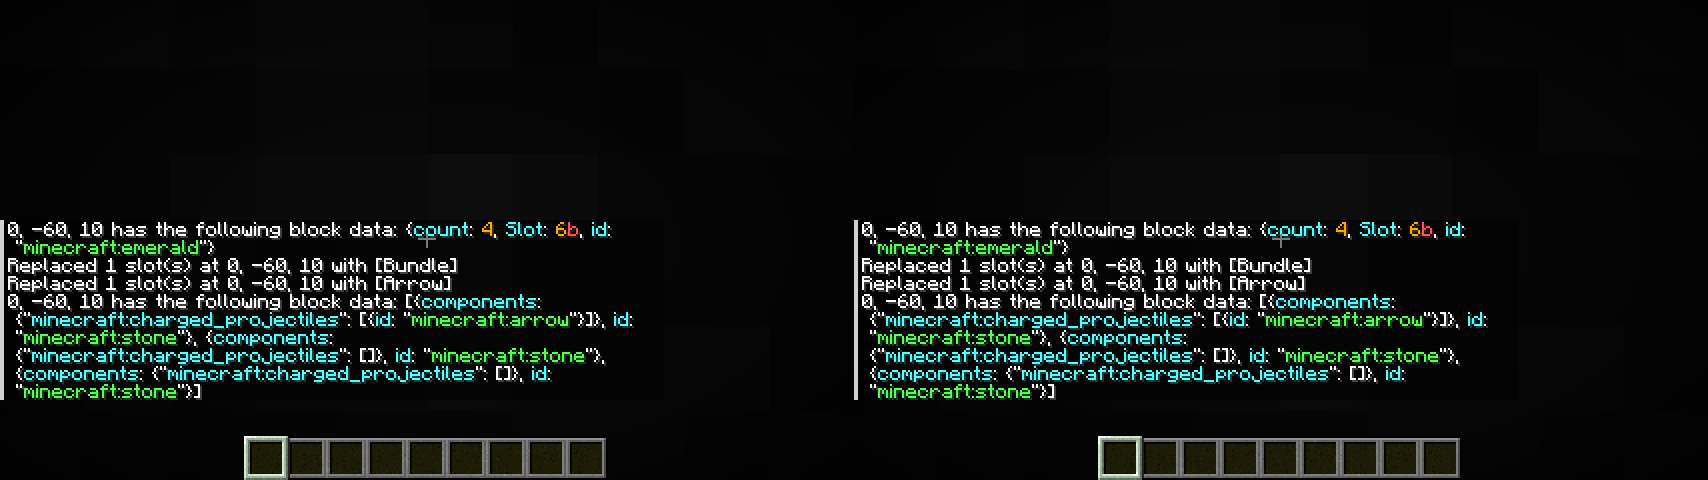 0, -60, 10 has the following block data: {count: 4, Slot: 6b, id:
"minecraft:emerald"}
Replaced 1 slot(s) at 0, -60, 10 with [Bundle]
Replaced 1 slot(s) at 0, -60, 10 with [Arrow]
0, -60, 10 has the following block data: [{components:
{"minecraft:charged_projectiles": [{id: "minecraft:arrow"}]}, id:
"minecraft:stone"}, {components:
{"minecraft:charged_projectiles": []}, id: "minecraft:stone"},
{components: {"minecraft:charged_projectiles": []}, id:
"minecraft:stone"}]
0, -60, 10 has the following block data: {count: 4, Slot: 6b, id:
"minecraft:emerald"}
Replaced 1 slot(s) at 0, -60, 10 with [Bundle]
Replaced 1 slot(s) at 0, -60, 10 with [Arrow]
0, -60, 10 has the following block data: [{components:
{"minecraft:charged_projectiles": [{id: "minecraft:arrow"}]}, id:
"minecraft:stone"}, {components:
{"minecraft:charged_projectiles": []}, id: "minecraft:stone"},
{components: {"minecraft:charged_projectiles": []}, id:
"minecraft:stone"}]